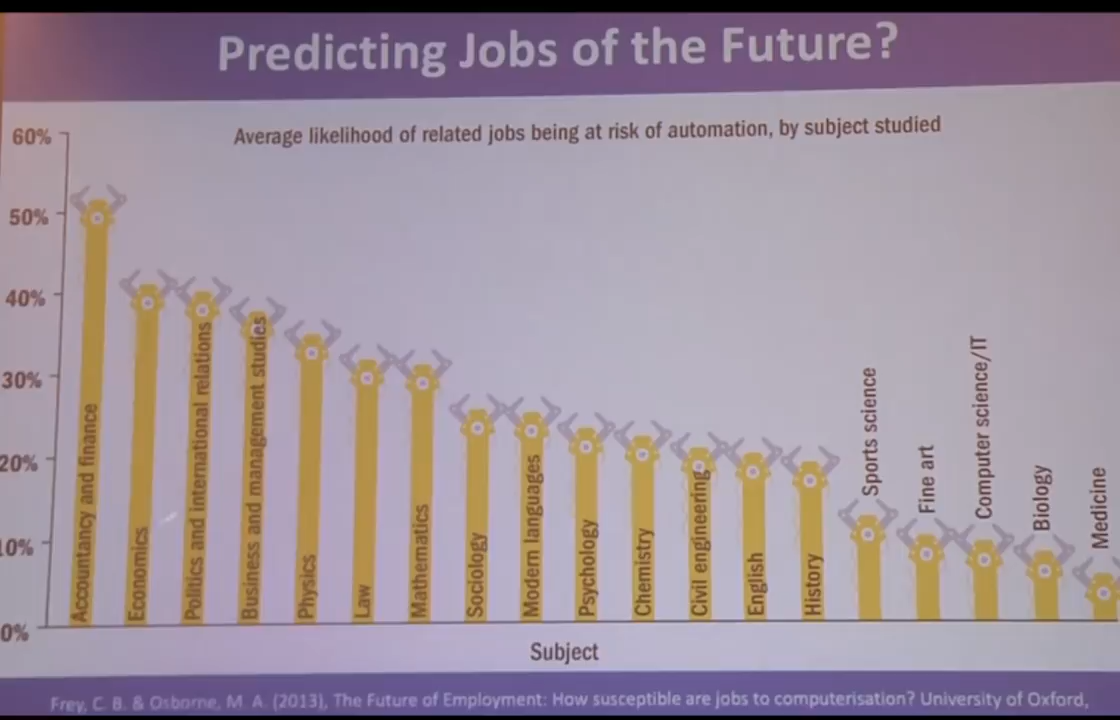 Predicting Jobs of the Future?
Average likelihood of related jobs being at risk of automation, by subject studied
60%
50%
40%
30%
20%
10%
0%
Accountancy and finance
Economics
Politics and international relations
Business and management studies
Physics
Law
Mathematics
Sociology
Modern languages
Psychology
Chemistry
Civil engineering
English
History
Sports science
Fine art
Computer science/IT
Biology
Medicine
Subject
Frey, C. B. & Osborne, M. A. (2013), The Future of Employment: How susceptible are jobs to computerisation? University of Oxford,